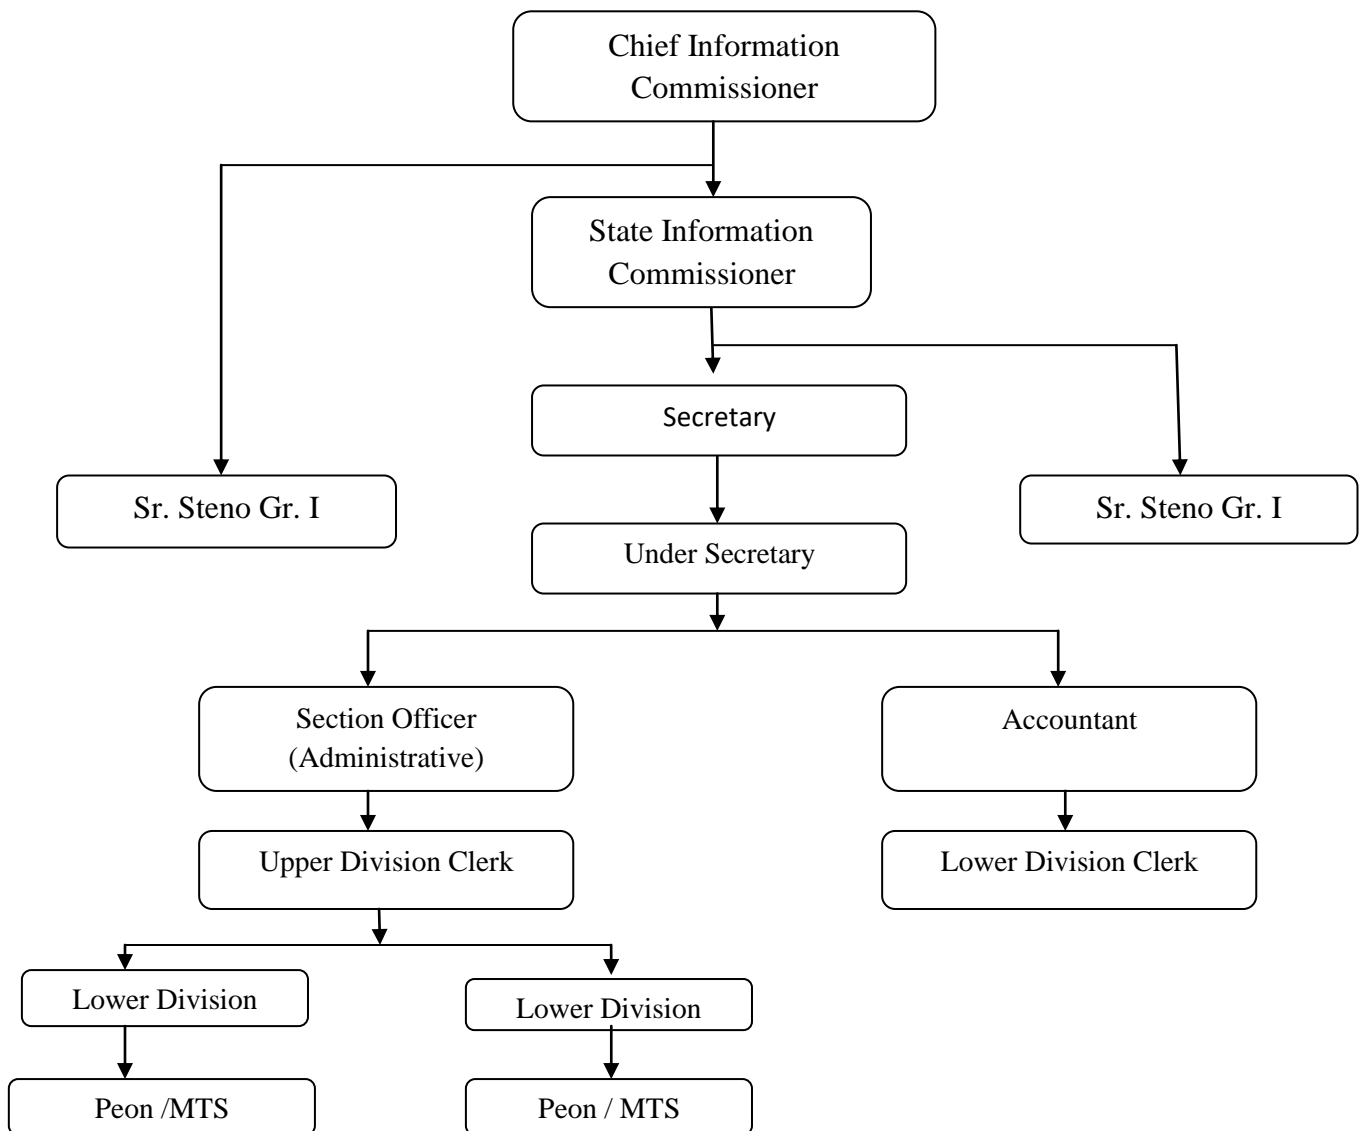 Chief Information
Commissioner
State Information
Commissioner
Secretary
Sr. Steno Gr. I
Sr. Steno Gr. I
Under Secretary
Section Officer
(Administrative)
Accountant
Upper Division Clerk
Lower Division Clerk
Lower Division
Lower Division
Peon /MTS
Peon / MTS